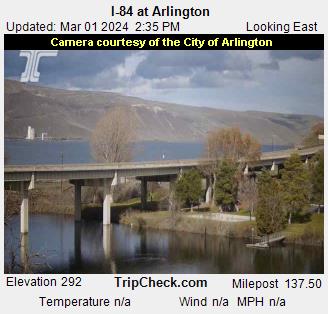 I-84 at Arlington
Updated: Mar 01 2024 2:35 PM Looking East
Camera courtesy of the City of Arlington
Elevation 292 TripCheck.com Milepost 137.50
Temperature n/a Wind n/a MPH n/a